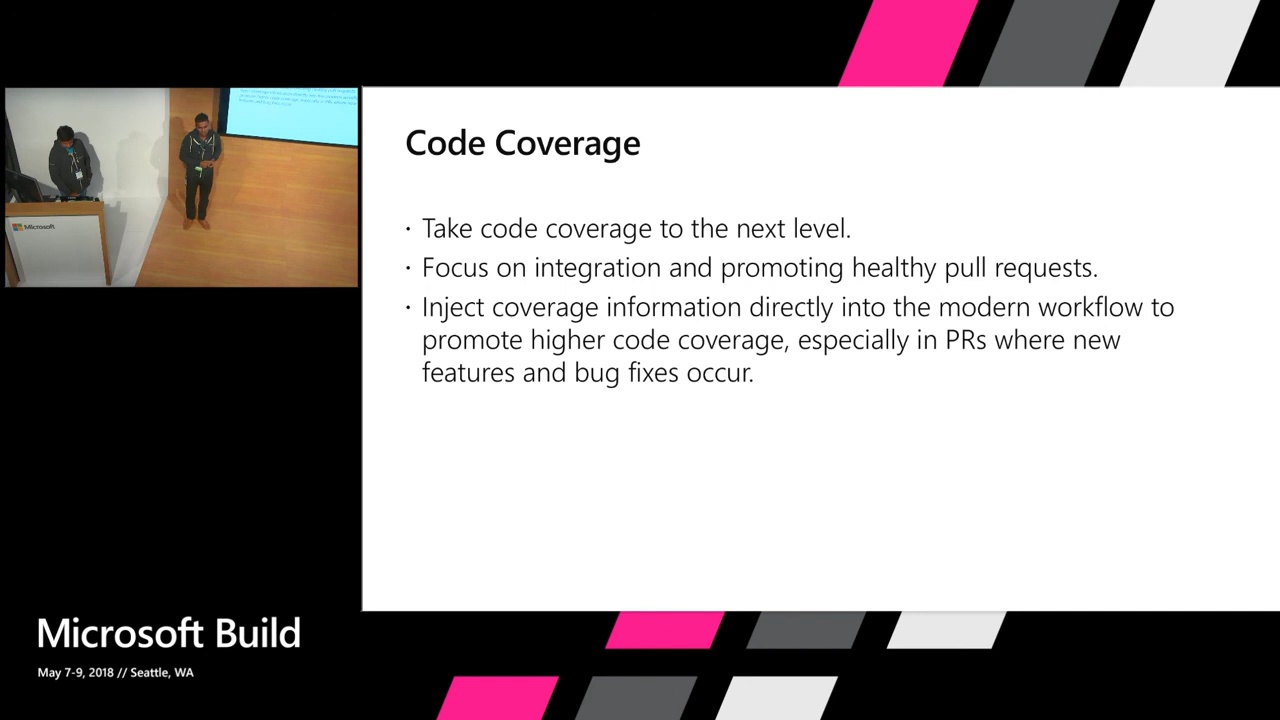 Code Coverage
· Take code coverage to the next level.
· Focus on integration and promoting healthy pull requests.
· Inject coverage information directly into the modern workflow to
promote higher code coverage, especially in PRs where new
features and bug fixes occur.
Microsoft
Microsoft Build
May 7-9, 2018 // Seattle, WA